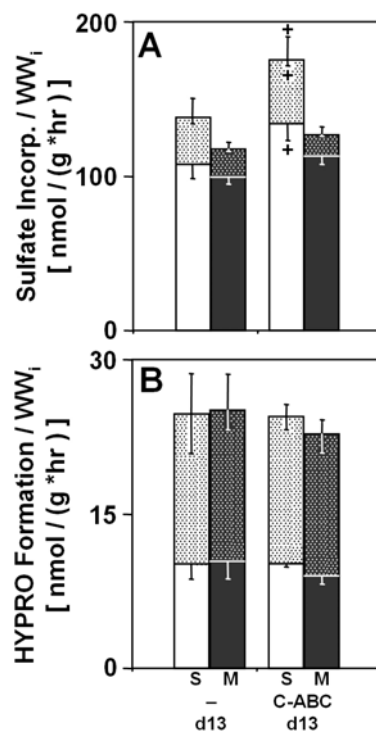 A
Sulfate Incorp. / WWi
[ nmol / (g *hr ) ]
200
100
0
+
+
+
B
HYPRO Formation / WWi
[ nmol / (g *hr ) ]
30
15
0
S M S M
– C-ABC
d13 d13